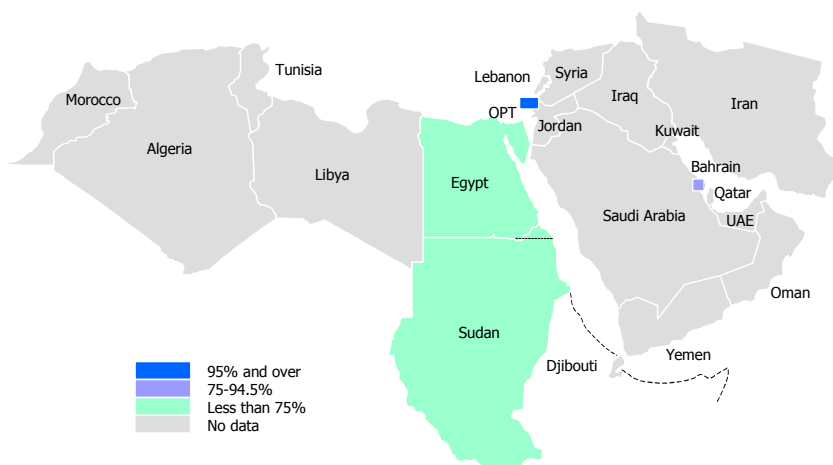 Tunisia
Lebanon
Syria
Morocco
Iraq
Iran
OPT
Jordan
Kuwait
Algeria
Bahrain
Libya
Egypt
Qatar
Saudi Arabia
UAE
Oman
Sudan
Yemen
Djibouti
95% and over
75-94.5%
Less than 75%
No data